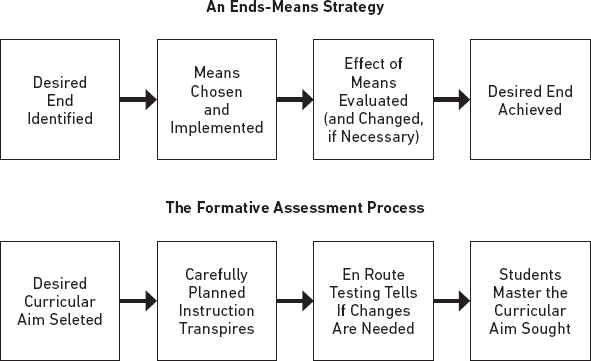 An Ends-Means Strategy
Desired
End
Identified
Means
Chosen
and
Implemented
Effect of
Means
Evaluated
(and Changed,
if Necessary)
Desired End
Achieved
The Formative Assessment Process
Desired
Curricular
Aim Seleted
Carefully
Planned
Instruction
Transpires
En Route
Testing Tells
If Changes
Are Needed
Students
Master the
Curricular
Aim Sought